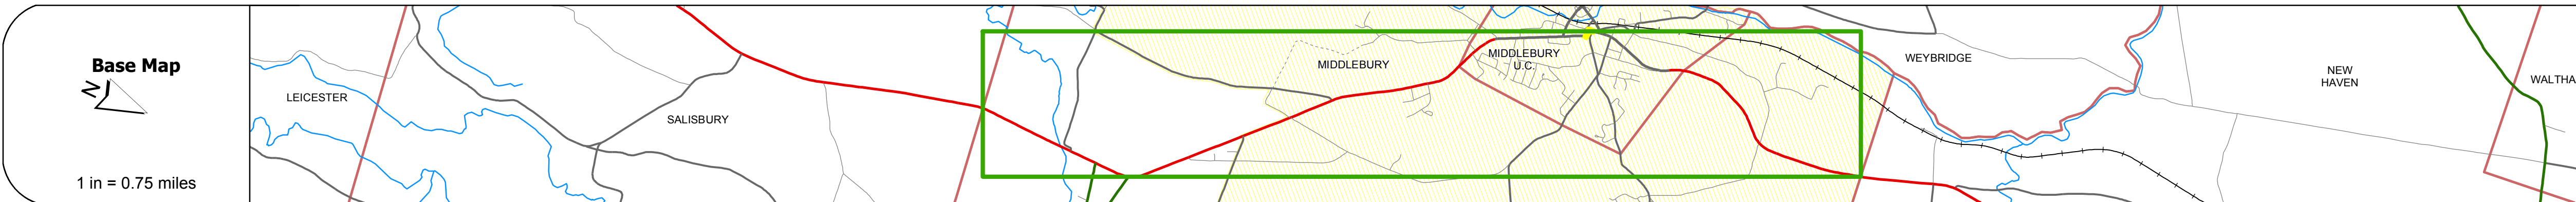 Base Map
N
1 in = 0.75 miles
LEICESTER
SALISBURY
MIDDLEBURY
MIDDLEBURY
U.C.
WEYBRIDGE
NEW
HAVEN
WALTHA